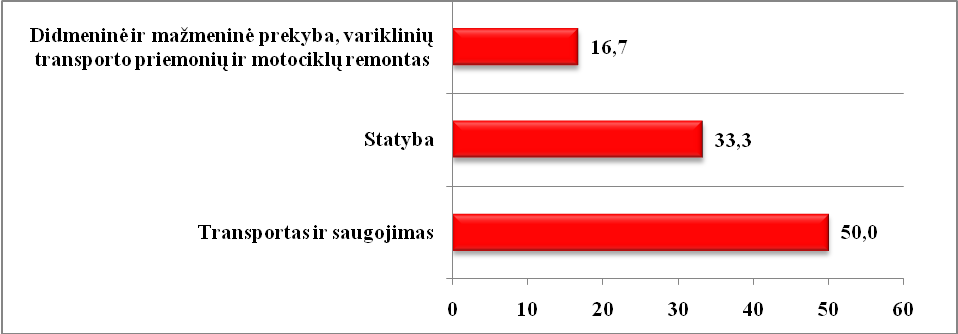 Didmeninė ir mažmeninė prekyba, variklinių
transporto priemonių ir motociklų remontas
16,7
Statyba
33,3
Transportas ir saugojimas
50,0
0 10 20 30 40 50 60